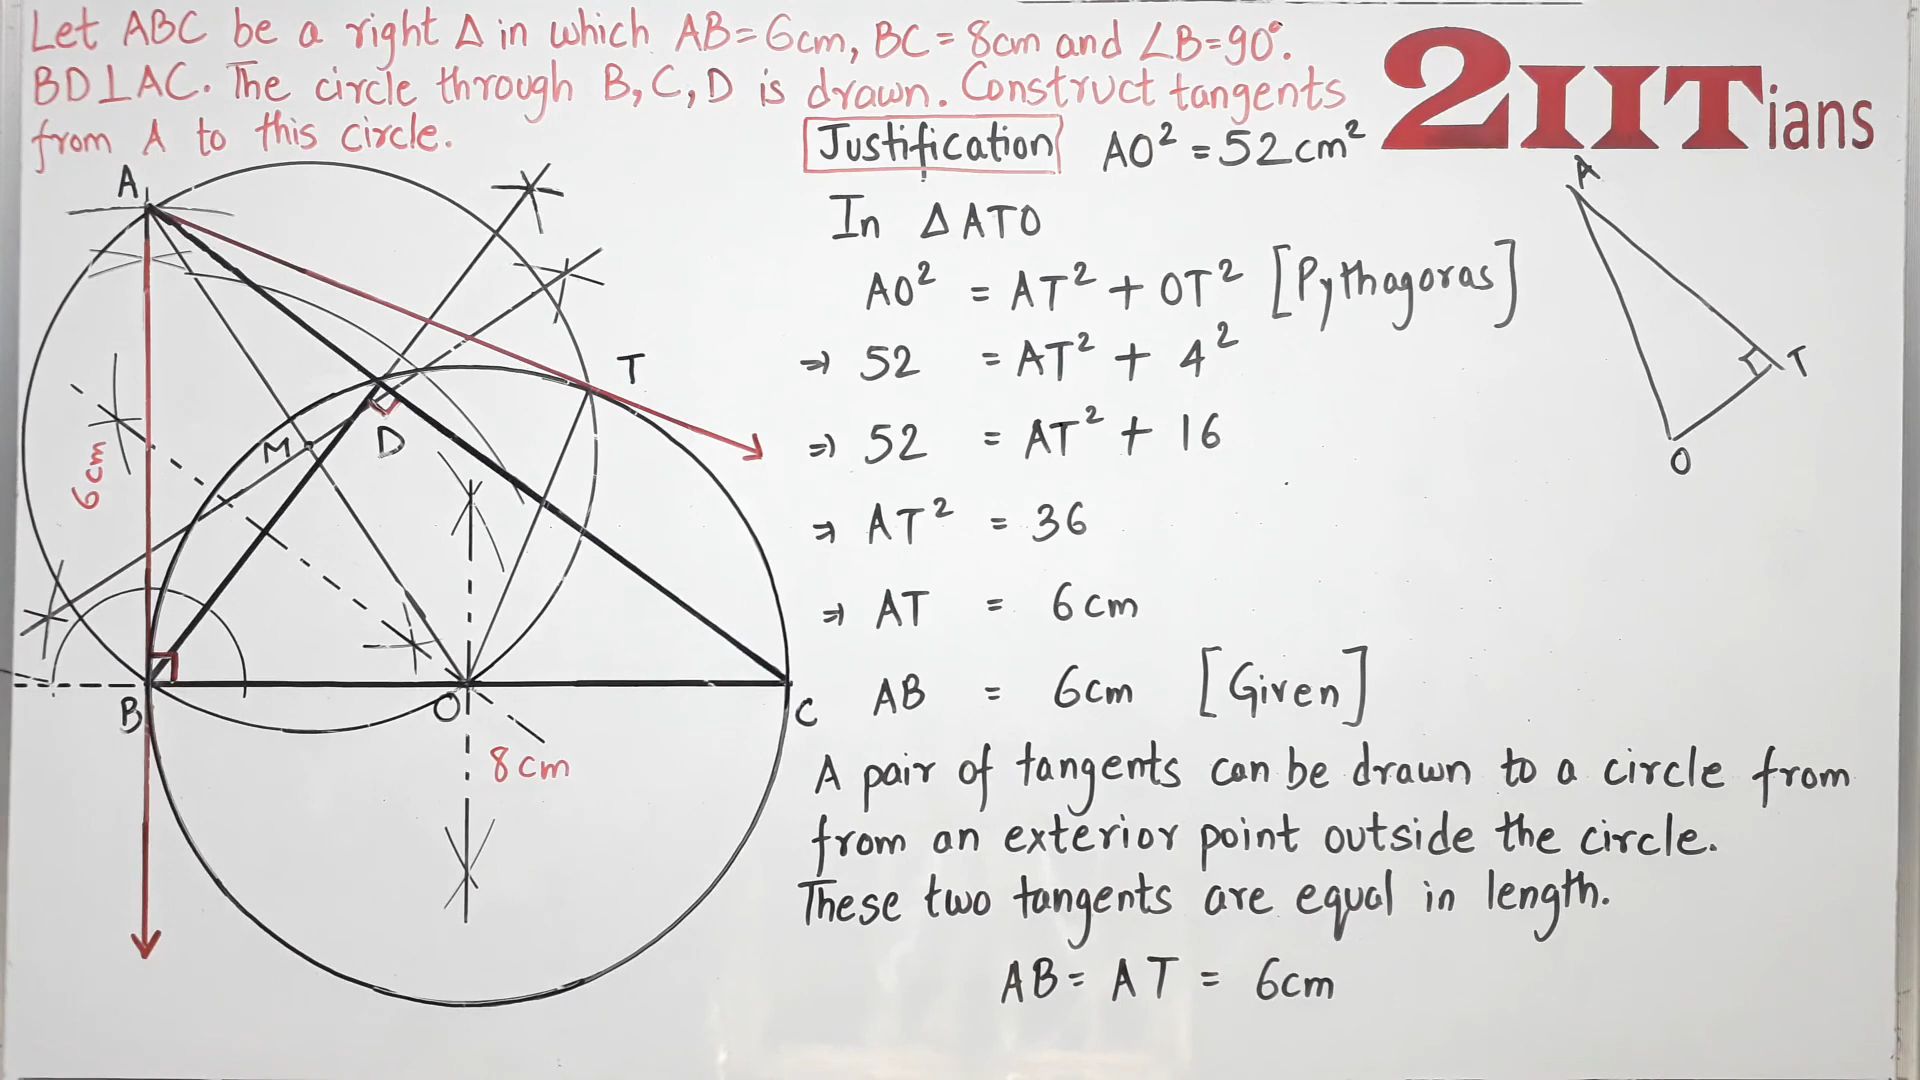 Let ABC be a right Δ in which AB=6cm, BC=8cm and ∠B=90°.
BD⊥AC. The circle through B, C, D is drawn. Construct tangents
from A to this circle.
2IITians
Justification
AO² = 52cm²
In Δ ATO
AO² = AT² + OT² [Pythagoras]
⇒ 52 = AT² + 4²
⇒ 52 = AT² + 16
⇒ AT² = 36
⇒ AT = 6cm
AB = 6cm [Given]
A pair of tangents can be drawn to a circle from
from an exterior point outside the circle.
These two tangents are equal in length.
AB = AT = 6cm
A
T
M
D
6cm
B
O
C
8cm
A
T
O